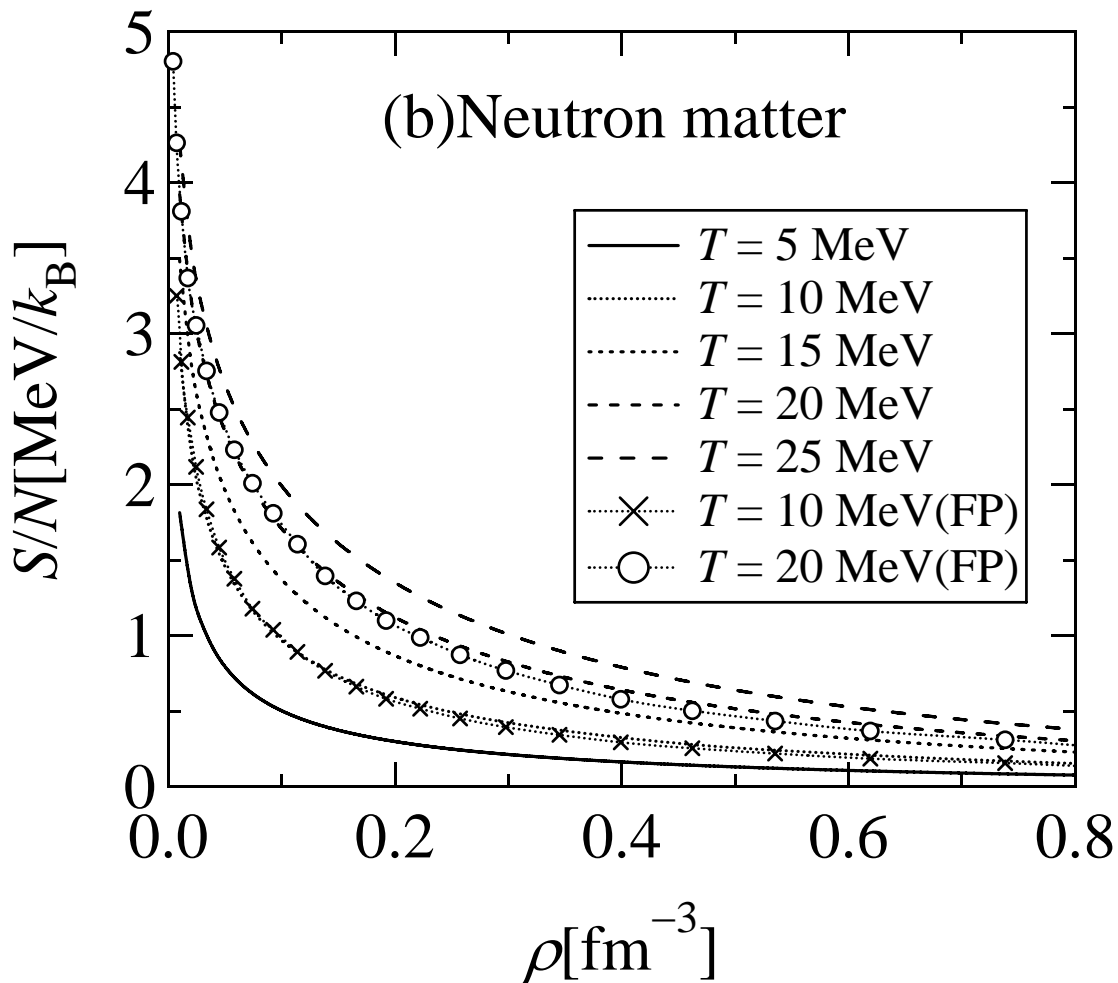 5
(b)Neutron matter
4
T = 5 MeV
T = 10 MeV
3
T = 15 MeV
T = 20 MeV
T = 25 MeV
2
T = 10 MeV(FP)
T = 20 MeV(FP)
1
0
S/N[MeV/k_B]
0.0 0.2 0.4 0.6 0.8
ρ[fm⁻³]